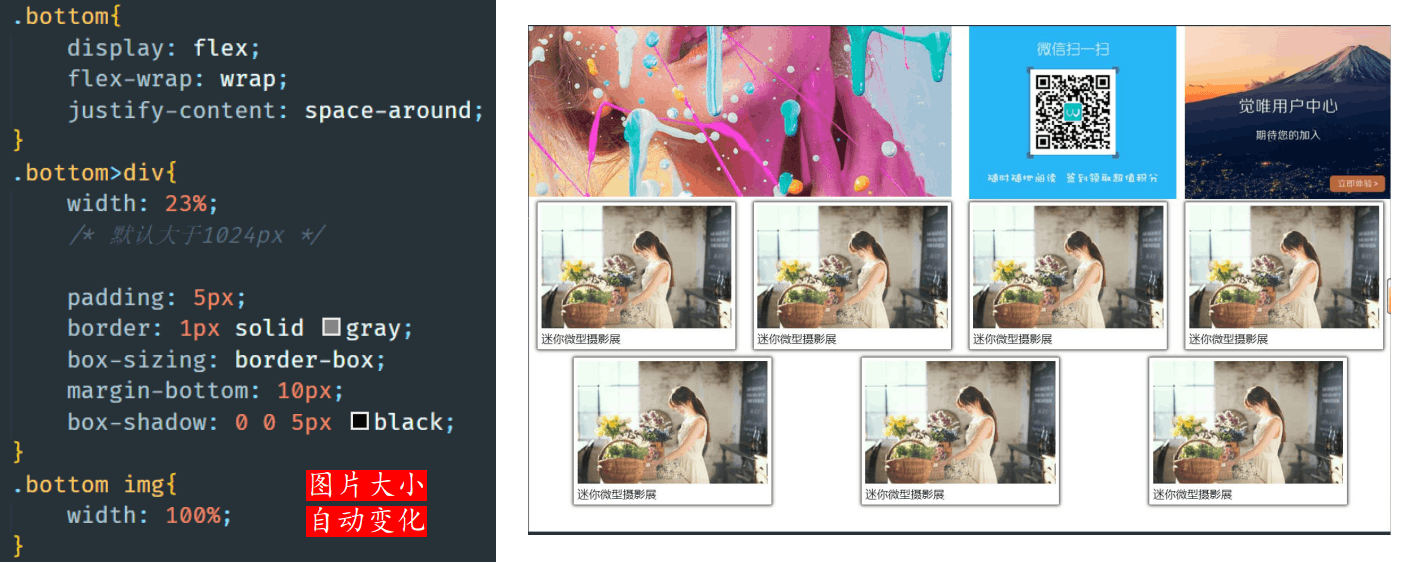 .bottom{
display: flex;
flex-wrap: wrap;
justify-content: space-around;
}
.bottom>div{
width: 23%;
/* 默认大于1024px */
padding: 5px;
border: 1px solid gray;
box-sizing: border-box;
margin-bottom: 10px;
box-shadow: 0 0 5px black;
}
.bottom img{
width: 100%;
}
图片大小
自动变化
微信扫一扫
随时随地阅读 签到领取超值积分
觉唯用户中心
期待您的加入
立即体验>
迷你微型摄影展
迷你微型摄影展
迷你微型摄影展
迷你微型摄影展
迷你微型摄影展
迷你微型摄影展
迷你微型摄影展